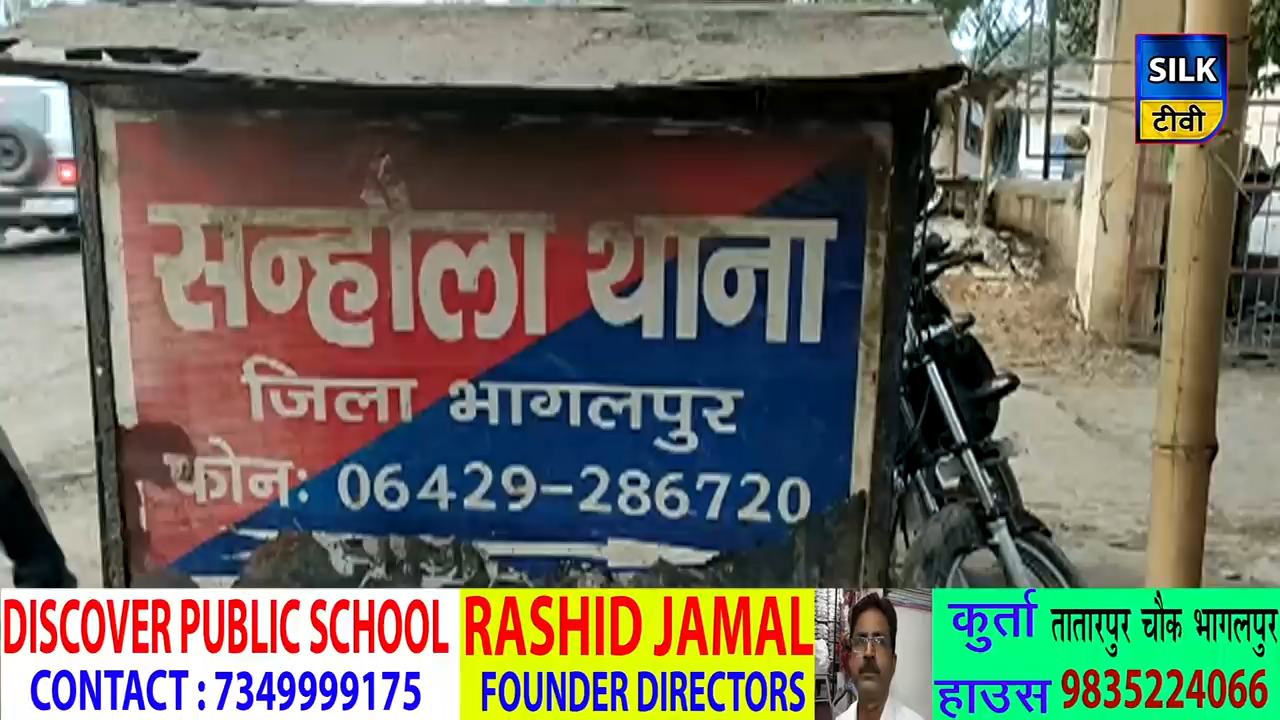 SILK
टीवी
सन्हौला थाना
जिला भागलपुर
फोन: 06429-286720
DISCOVER PUBLIC SCHOOL
CONTACT : 7349999175
RASHID JAMAL
FOUNDER DIRECTORS
कुर्ता तातारपुर चौक भागलपुर
हाउस 9835224066